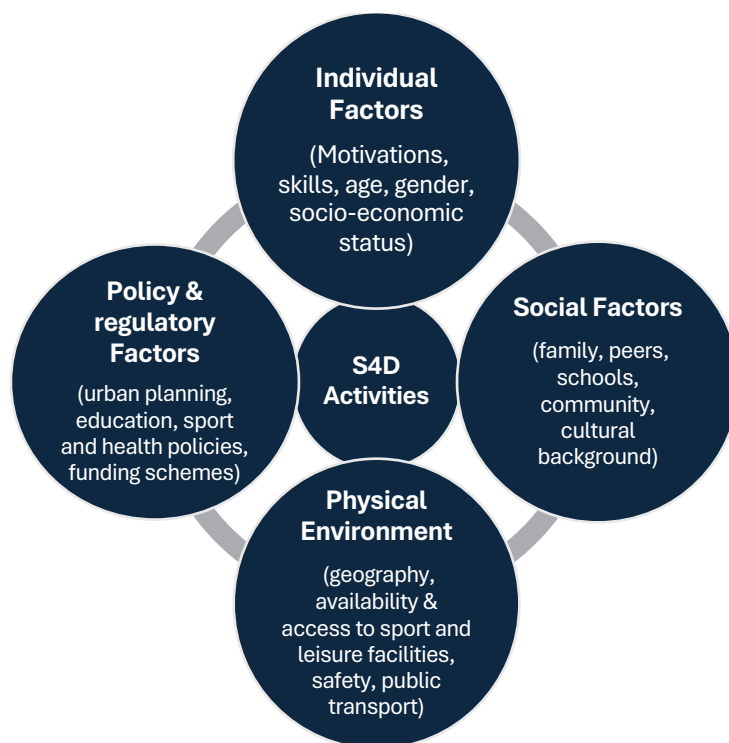 Individual
Factors
(Motivations,
skills, age, gender,
socio-economic
status)
Policy &
regulatory
Factors
(urban planning,
education, sport
and health policies,
funding schemes)
S4D
Activities
Social Factors
(family, peers,
schools,
community,
cultural
background)
Physical
Environment
(geography,
availability &
access to sport and
leisure facilities,
safety, public
transport)